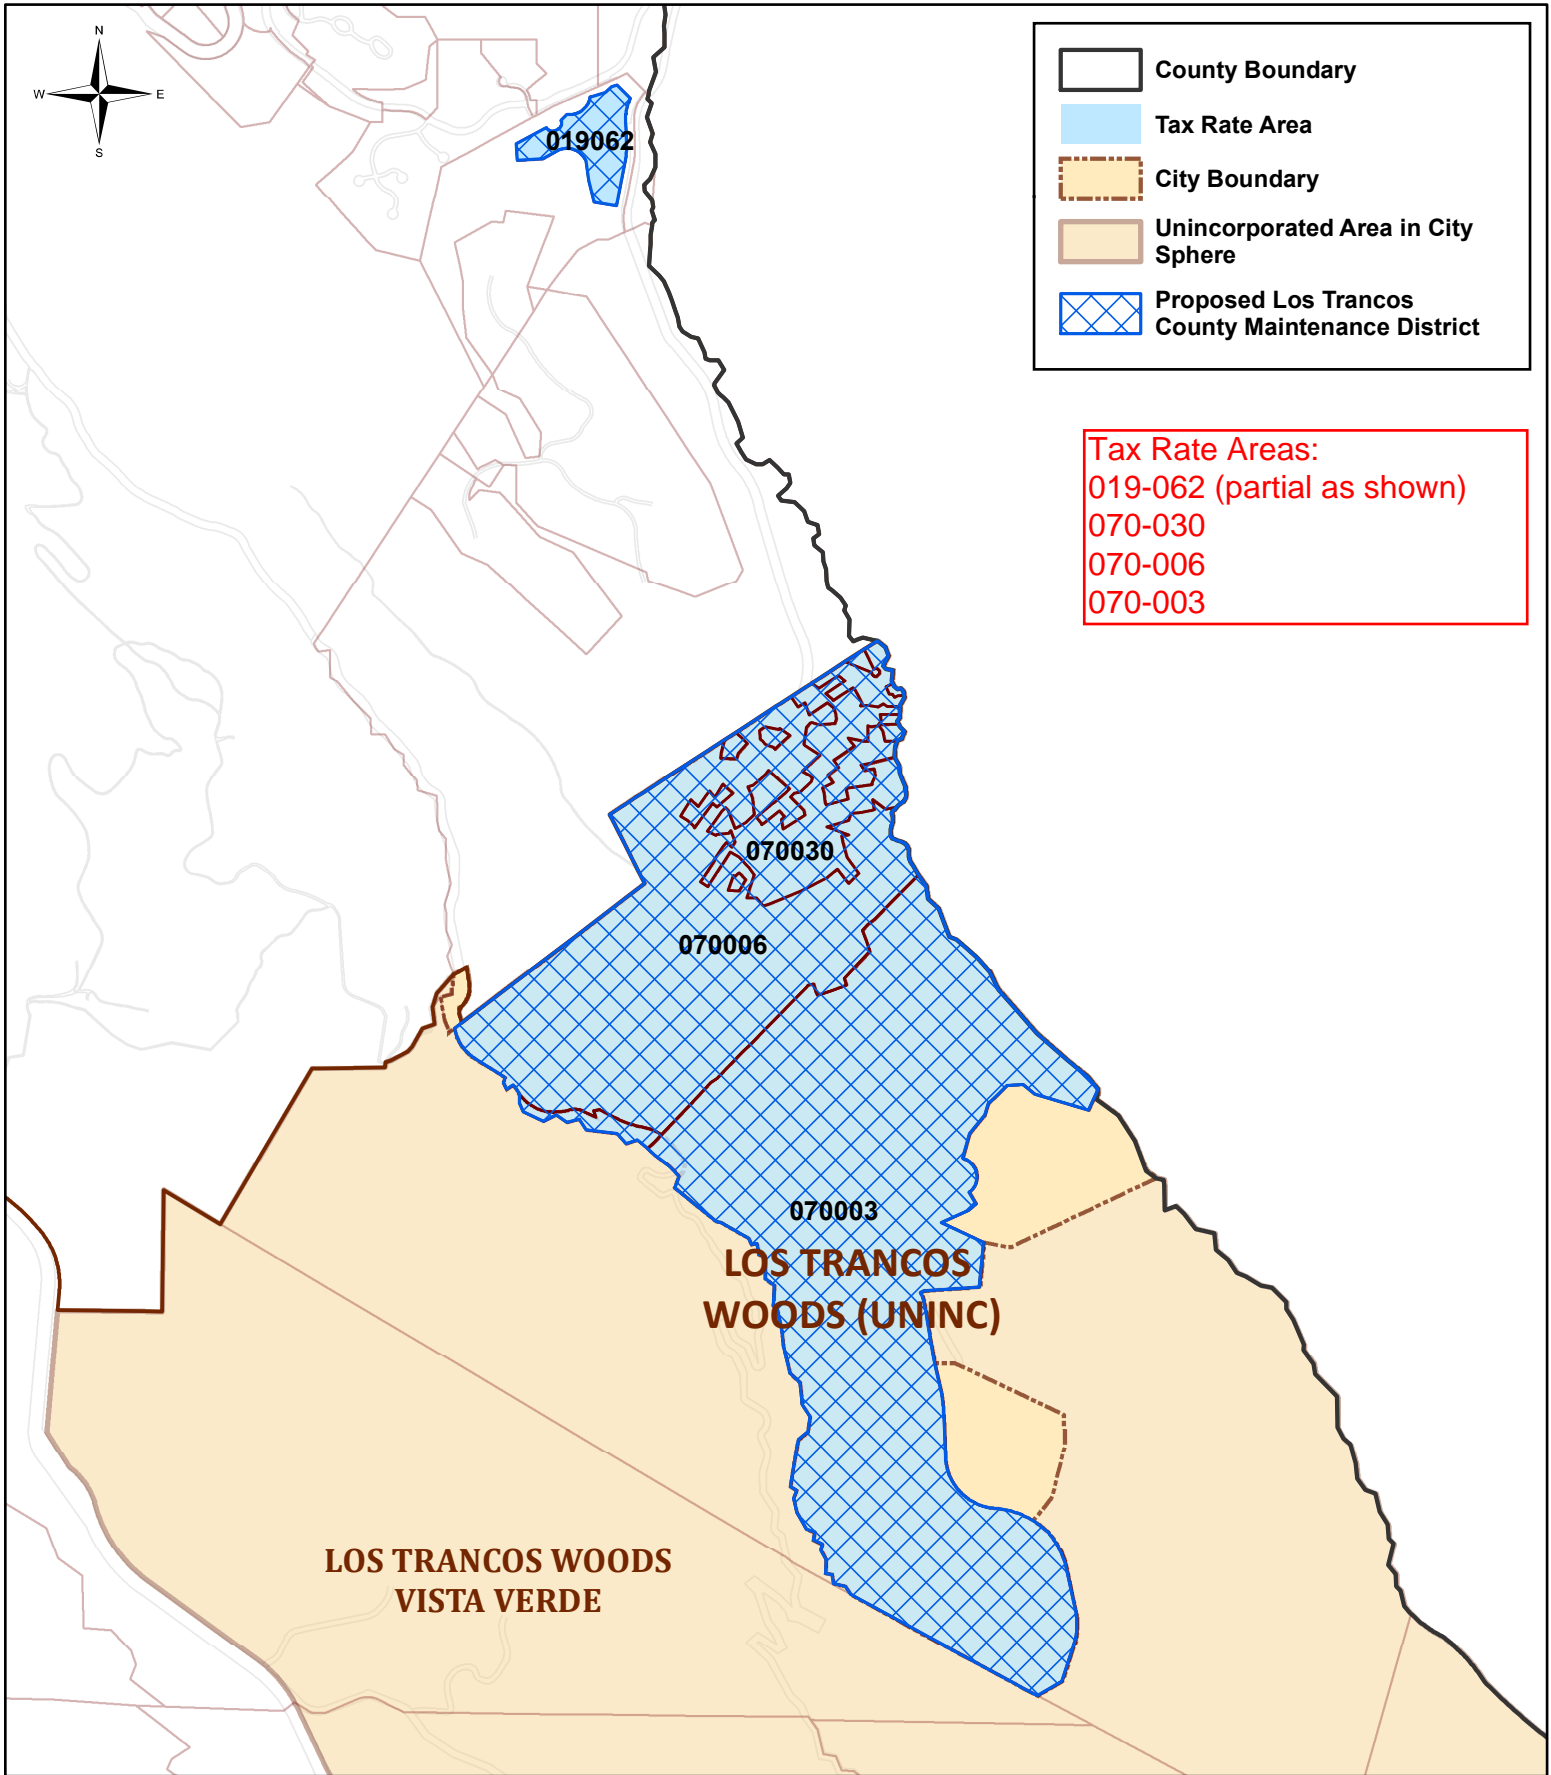 N
W E
S
County Boundary
Tax Rate Area
City Boundary
Unincorporated Area in City
Sphere
Proposed Los Trancos
County Maintenance District
Tax Rate Areas:
019-062 (partial as shown)
070-030
070-006
070-003
019062
070030
070006
070003
LOS TRANCOS
WOODS (UNINC)
LOS TRANCOS WOODS
VISTA VERDE